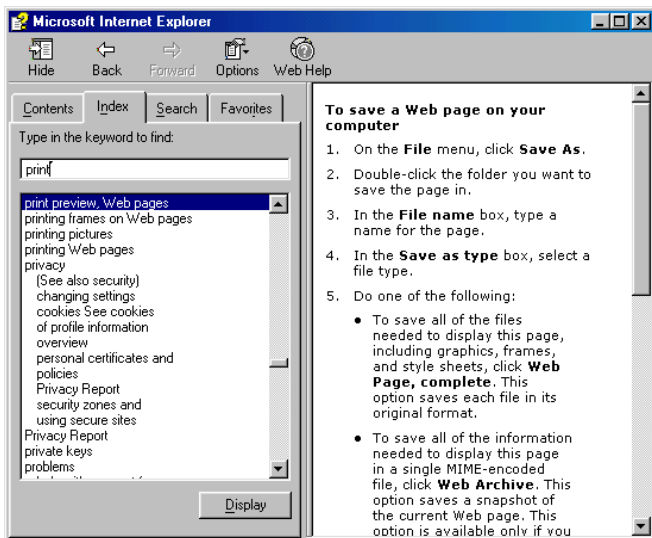 Microsoft Internet Explorer
Hide Back Forward Options Web Help
Contents Index Search Favorites
Type in the keyword to find:
print
print preview, Web pages
printing frames on Web pages
printing pictures
printing Web pages
privacy
(See also security)
changing settings
cookies See cookies
of profile information
overview
personal certificates and
policies
Privacy Report
security zones and
using secure sites
Privacy Report
private keys
problems
Display
To save a Web page on your
computer
1. On the File menu, click Save As.
2. Double-click the folder you want to
save the page in.
3. In the File name box, type a
name for the page.
4. In the Save as type box, select a
file type.
5. Do one of the following:
• To save all of the files
needed to display this page,
including graphics, frames,
and style sheets, click Web
Page, complete. This
option saves each file in its
original format.
• To save all of the information
needed to display this page
in a single MIME-encoded
file, click Web Archive. This
option saves a snapshot of
the current Web page. This
option is available only if you